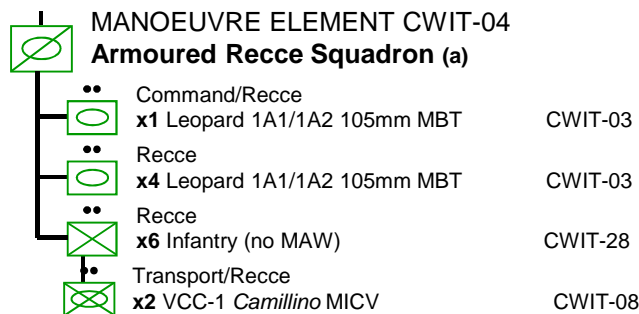 MANOEUVRE ELEMENT CWIT-04
Armoured Recce Squadron (a)
Command/Recce
x1 Leopard 1A1/1A2 105mm MBT CWIT-03
Recce
x4 Leopard 1A1/1A2 105mm MBT CWIT-03
Recce
x6 Infantry (no MAW) CWIT-28
Transport/Recce
x2 VCC-1 Camillino MICV CWIT-08